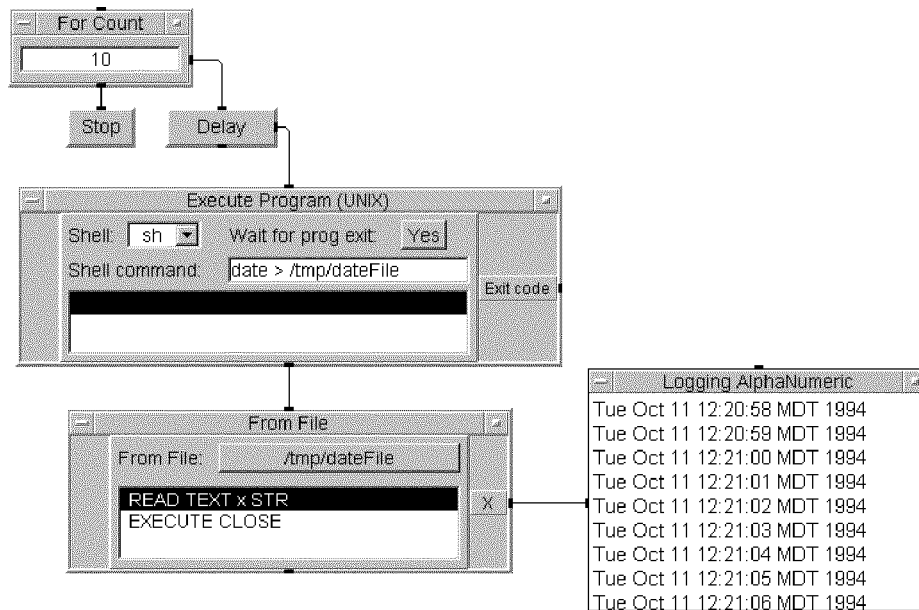 For Count
10
Stop
Delay
Execute Program (UNIX)
Shell: sh Wait for prog exit: Yes
Shell command: date > /tmp/dateFile
Exit code
From File
From File: /tmp/dateFile
READ TEXT x STR
EXECUTE CLOSE
X
Logging AlphaNumeric
Tue Oct 11 12:20:58 MDT 1994
Tue Oct 11 12:20:59 MDT 1994
Tue Oct 11 12:21:00 MDT 1994
Tue Oct 11 12:21:01 MDT 1994
Tue Oct 11 12:21:02 MDT 1994
Tue Oct 11 12:21:03 MDT 1994
Tue Oct 11 12:21:04 MDT 1994
Tue Oct 11 12:21:05 MDT 1994
Tue Oct 11 12:21:06 MDT 1994